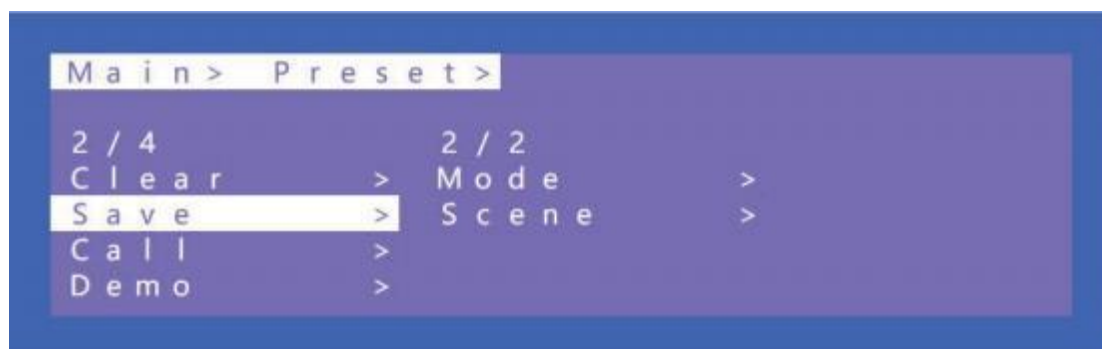 Main> Preset>
2/4 2/2
Clear > Mode >
Save > Scene >
Call >
Demo >